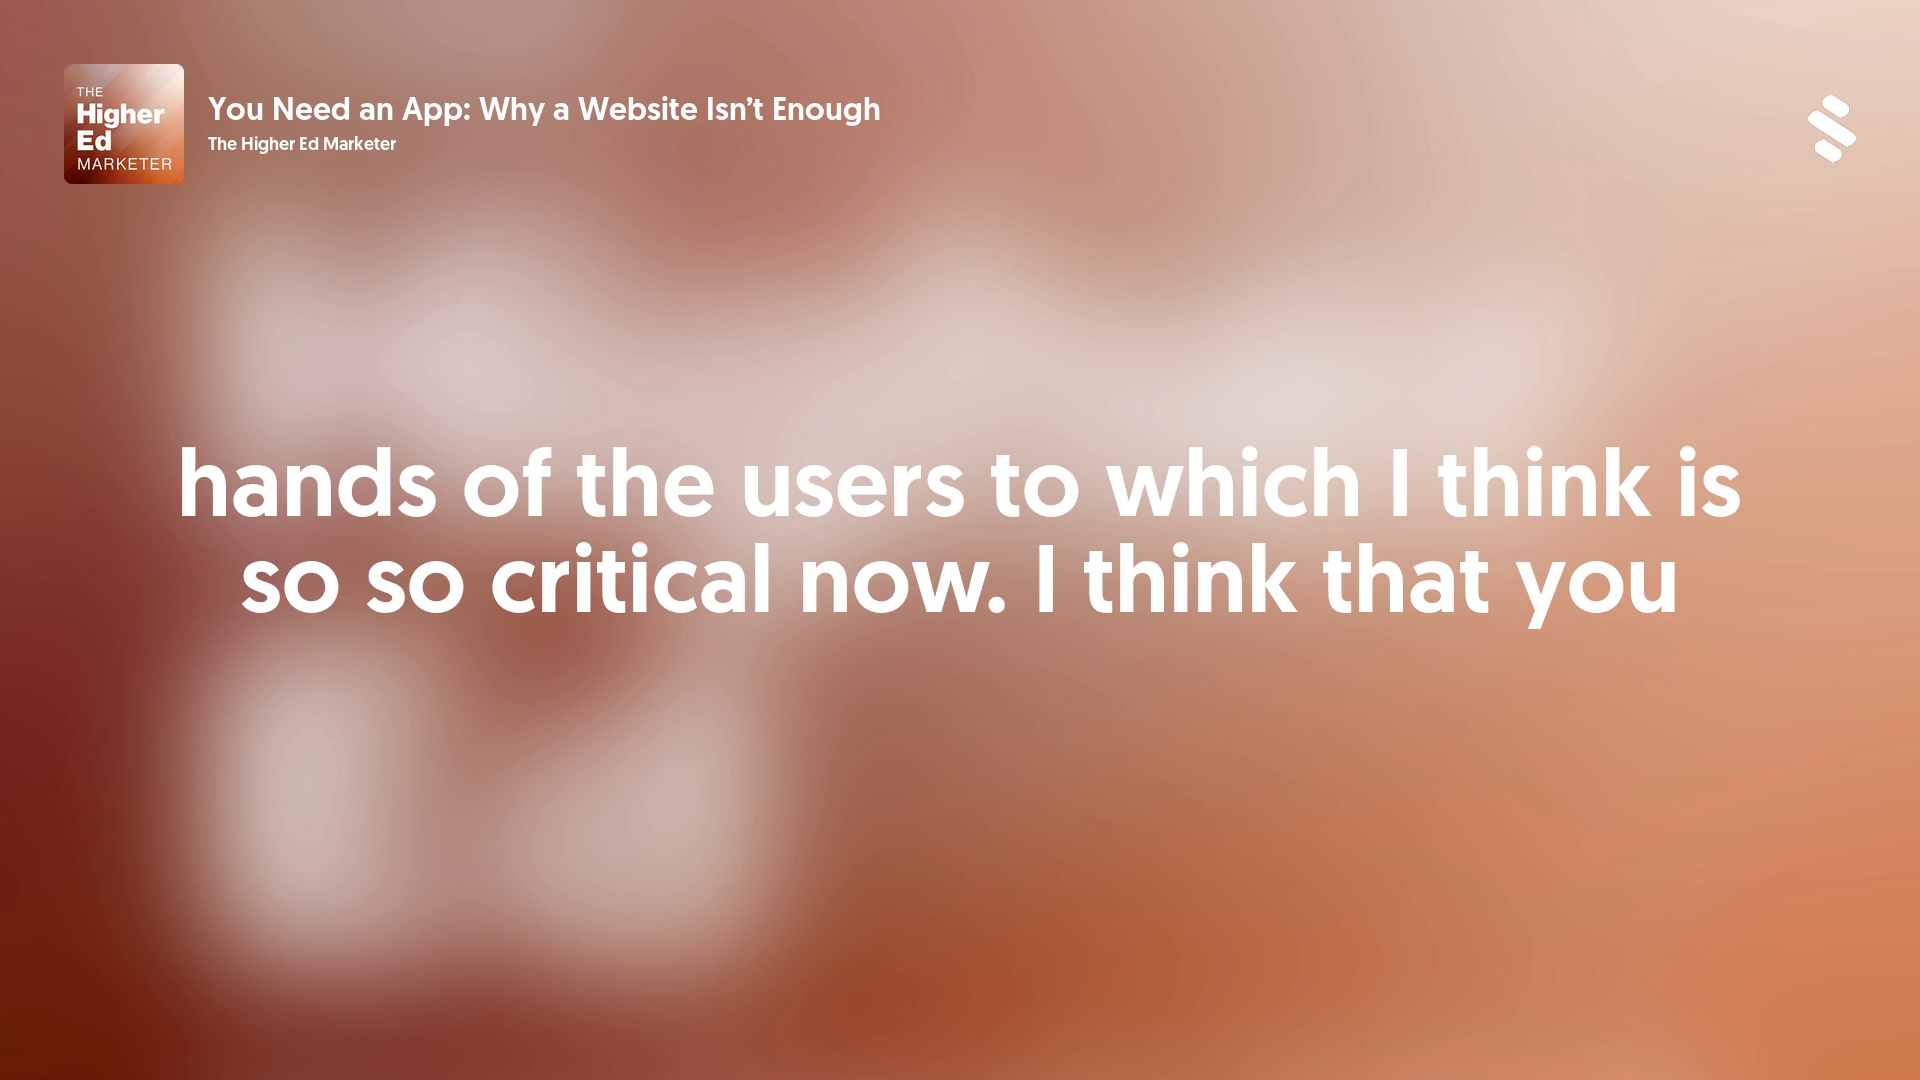 THE
Higher
Ed
MARKETER
You Need an App: Why a Website Isn’t Enough
The Higher Ed Marketer
hands of the users to which I think is
so so critical now. I think that you